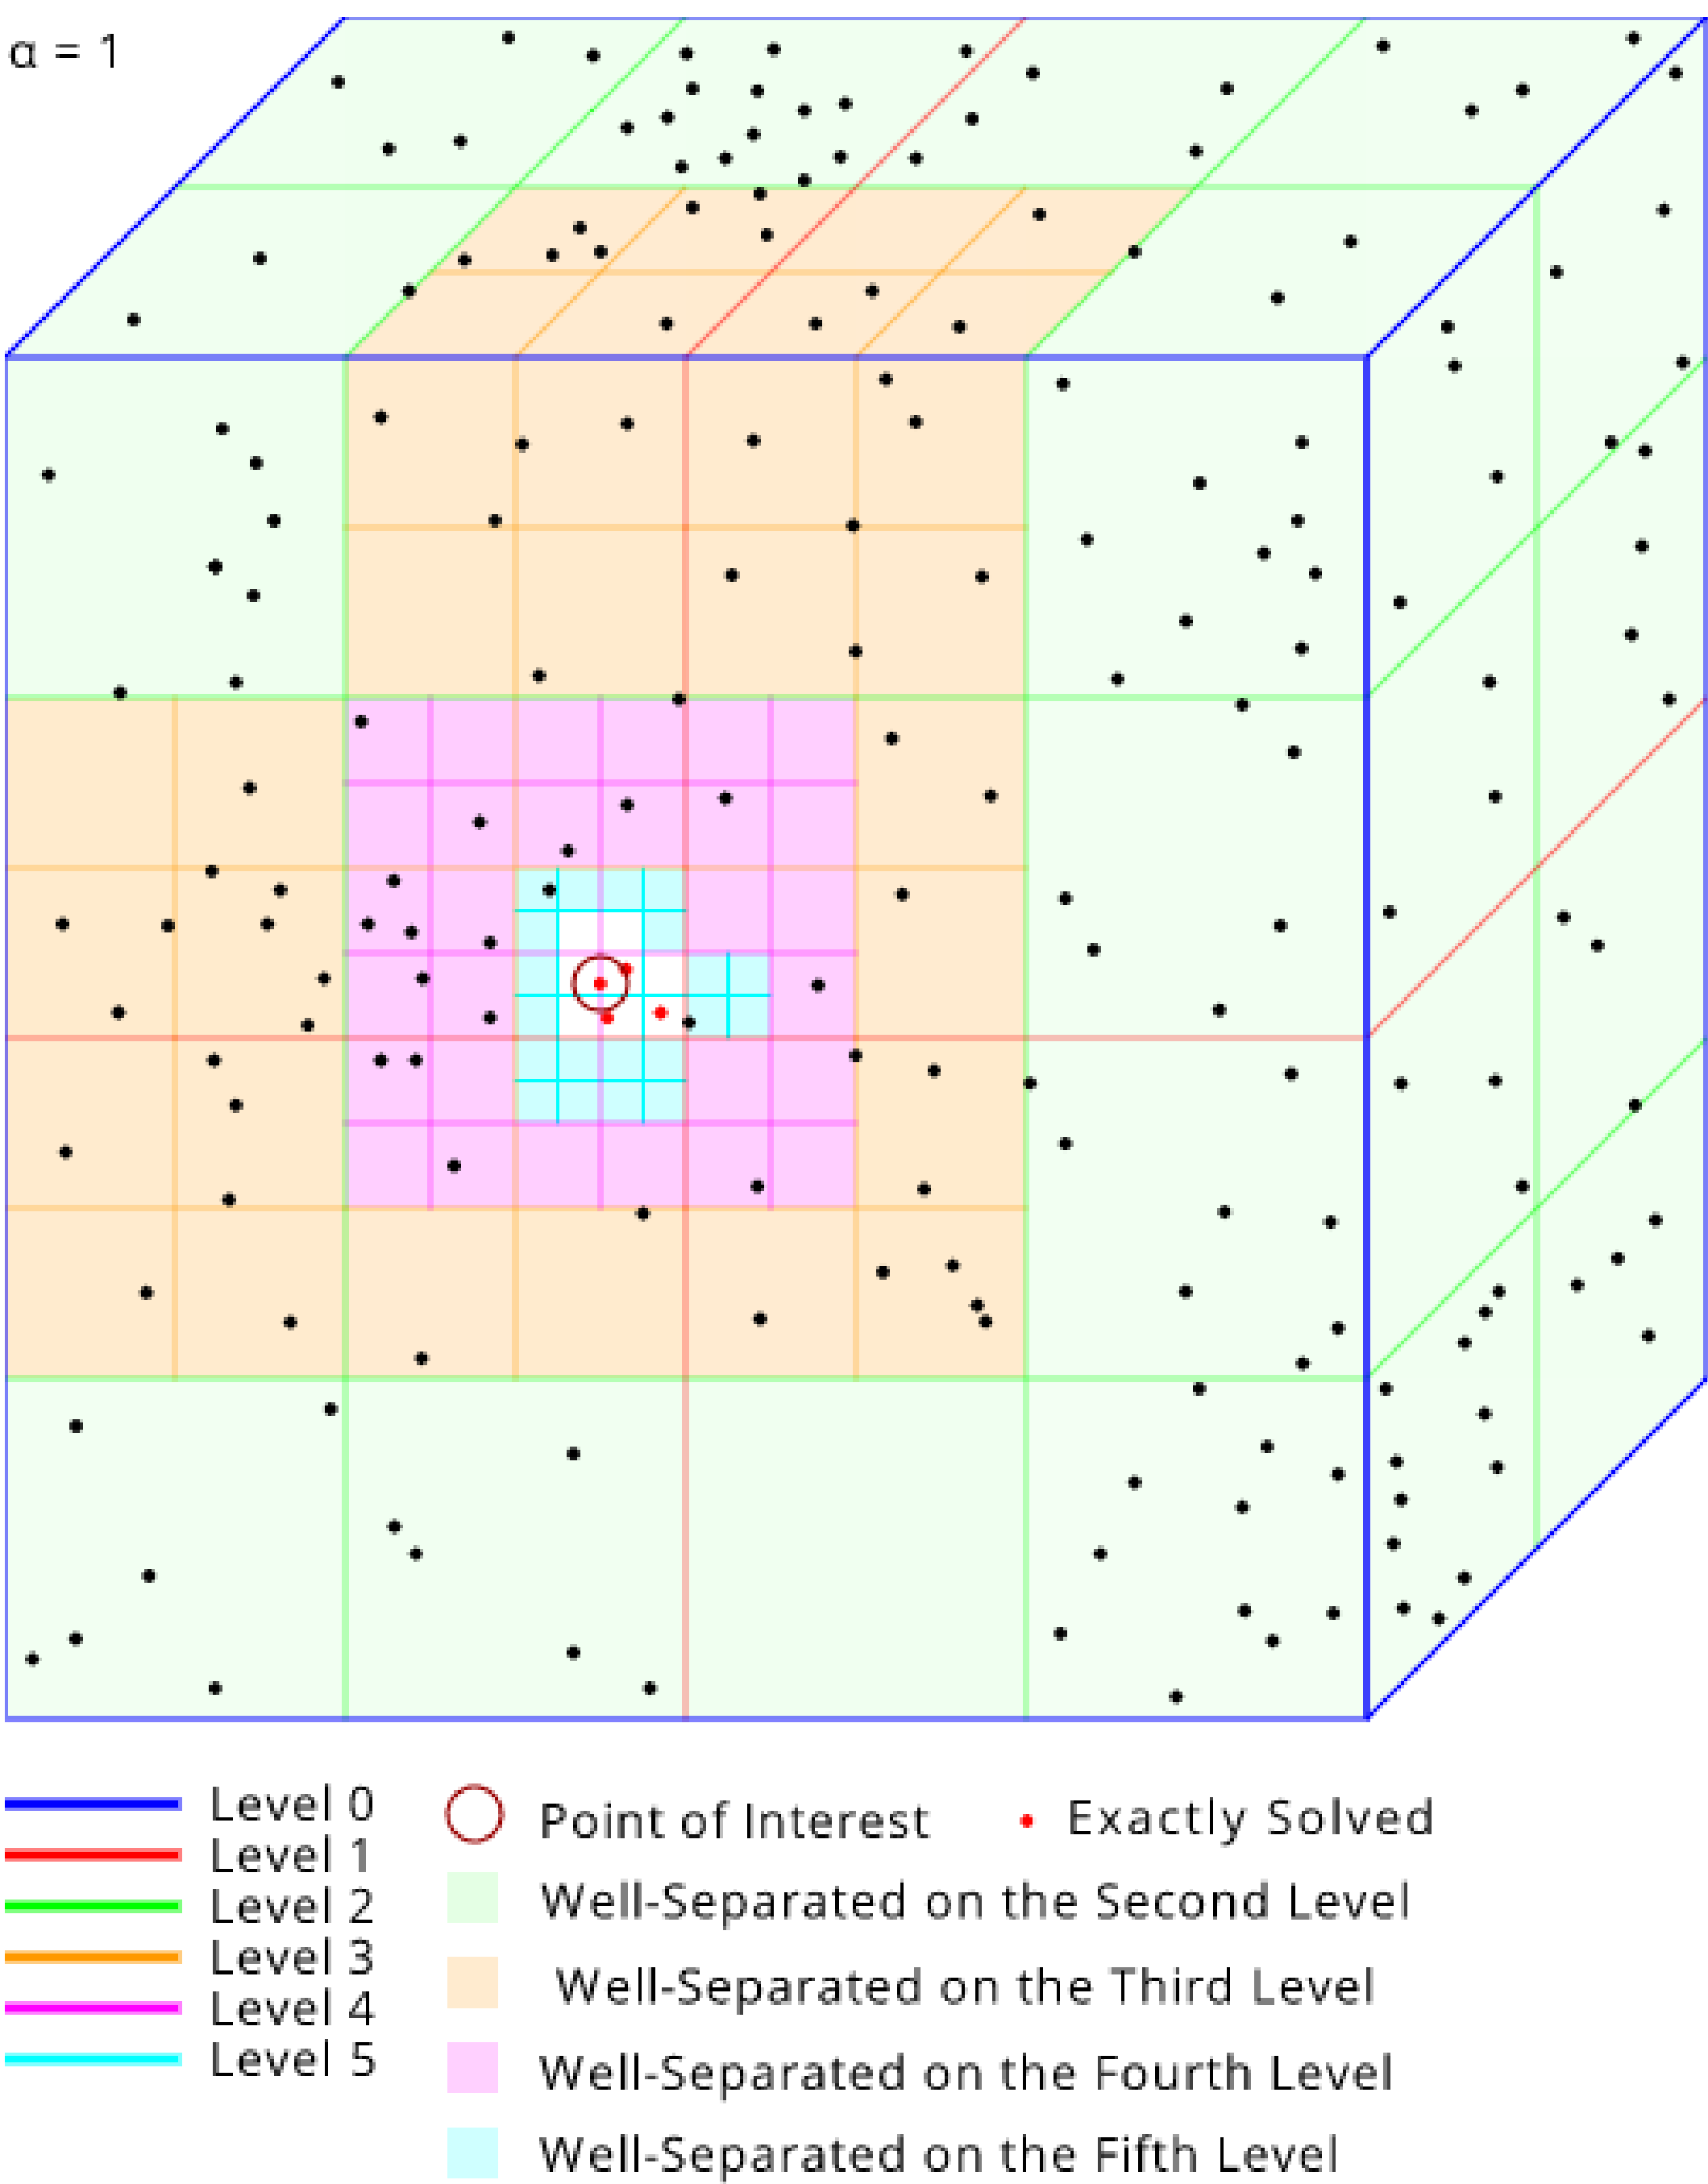 α = 1
Level 0
Level 1
Level 2
Level 3
Level 4
Level 5
Point of Interest
Exactly Solved
Well-Separated on the Second Level
Well-Separated on the Third Level
Well-Separated on the Fourth Level
Well-Separated on the Fifth Level